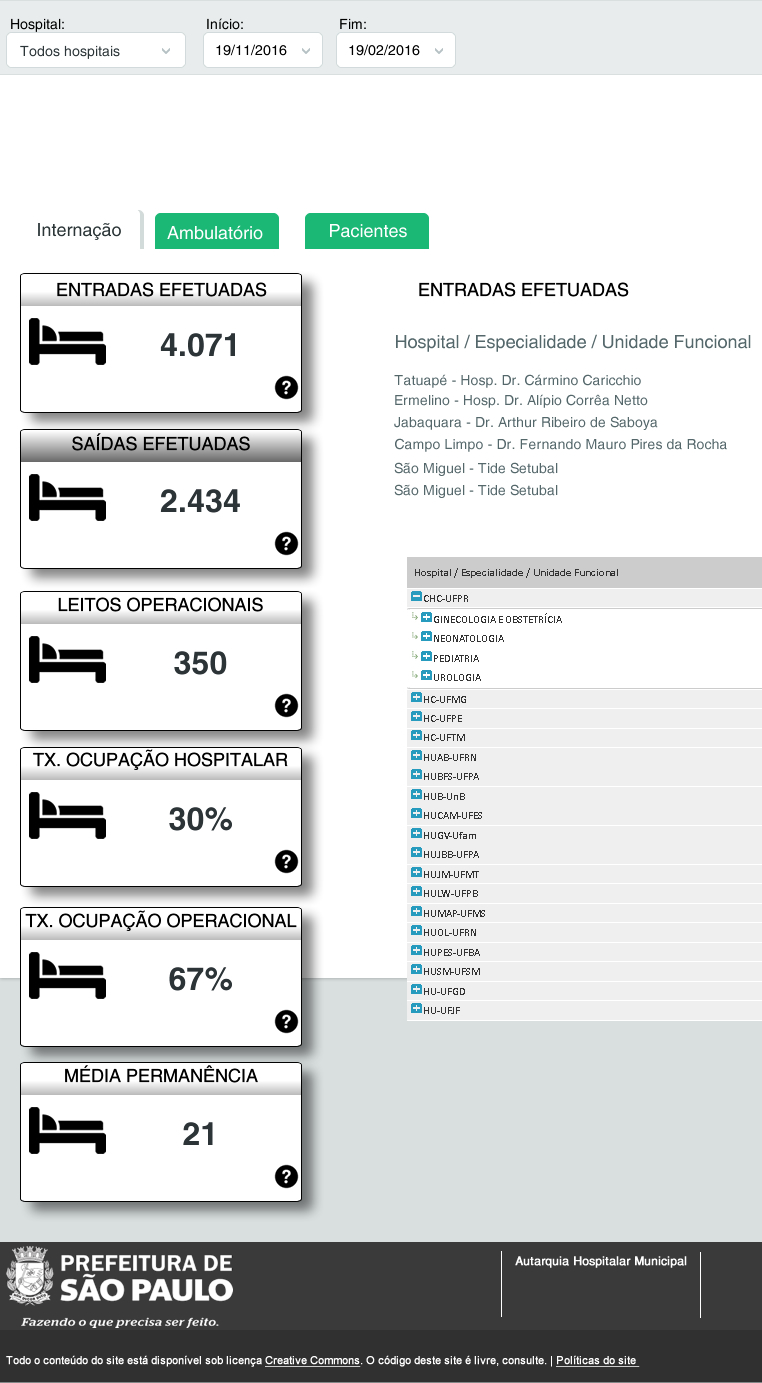 Hospital:
Início:
Fim:
Todos hospitais
19/11/2016
19/02/2016
Internação
Ambulatório
Pacientes
ENTRADAS EFETUADAS
4.071
?
SAÍDAS EFETUADAS
2.434
?
LEITOS OPERACIONAIS
350
?
TX. OCUPAÇÃO HOSPITALAR
30%
?
TX. OCUPAÇÃO OPERACIONAL
67%
?
MÉDIA PERMANÊNCIA
21
?
ENTRADAS EFETUADAS
Hospital / Especialidade / Unidade Funcional
Tatuapé - Hosp. Dr. Cármino Caricchio
Ermelino - Hosp. Dr. Alípio Corrêa Netto
Jabaquara - Dr. Arthur Ribeiro de Saboya
Campo Limpo - Dr. Fernando Mauro Pires da Rocha
São Miguel - Tide Setubal
São Miguel - Tide Setubal
Hospital / Especialidade / Unidade Funcional
CHC-UFPR
GINECOLOGIA E OBSTETRÍCIA
NEONATOLOGIA
PEDIATRIA
UROLOGIA
HC-UFMG
HC-UFPE
HC-UFTM
HUAB-UFRN
HUBFS-UFPA
HUB-UnB
HUCAM-UFES
HUGV-Ufam
HUJBB-UFPA
HUJM-UFMT
HULW-UFPB
HUMAP-UFMS
HUOL-UFRN
HUPES-UFBA
HUSM-UFSM
HU-UFGD
HU-UFJF
PREFEITURA DE
SÃO PAULO
Fazendo o que precisa ser feito.
Autarquia Hospitalar Municipal
Todo o conteúdo do site está disponível sob licença Creative Commons. O código deste site é livre, consulte. | Políticas do site